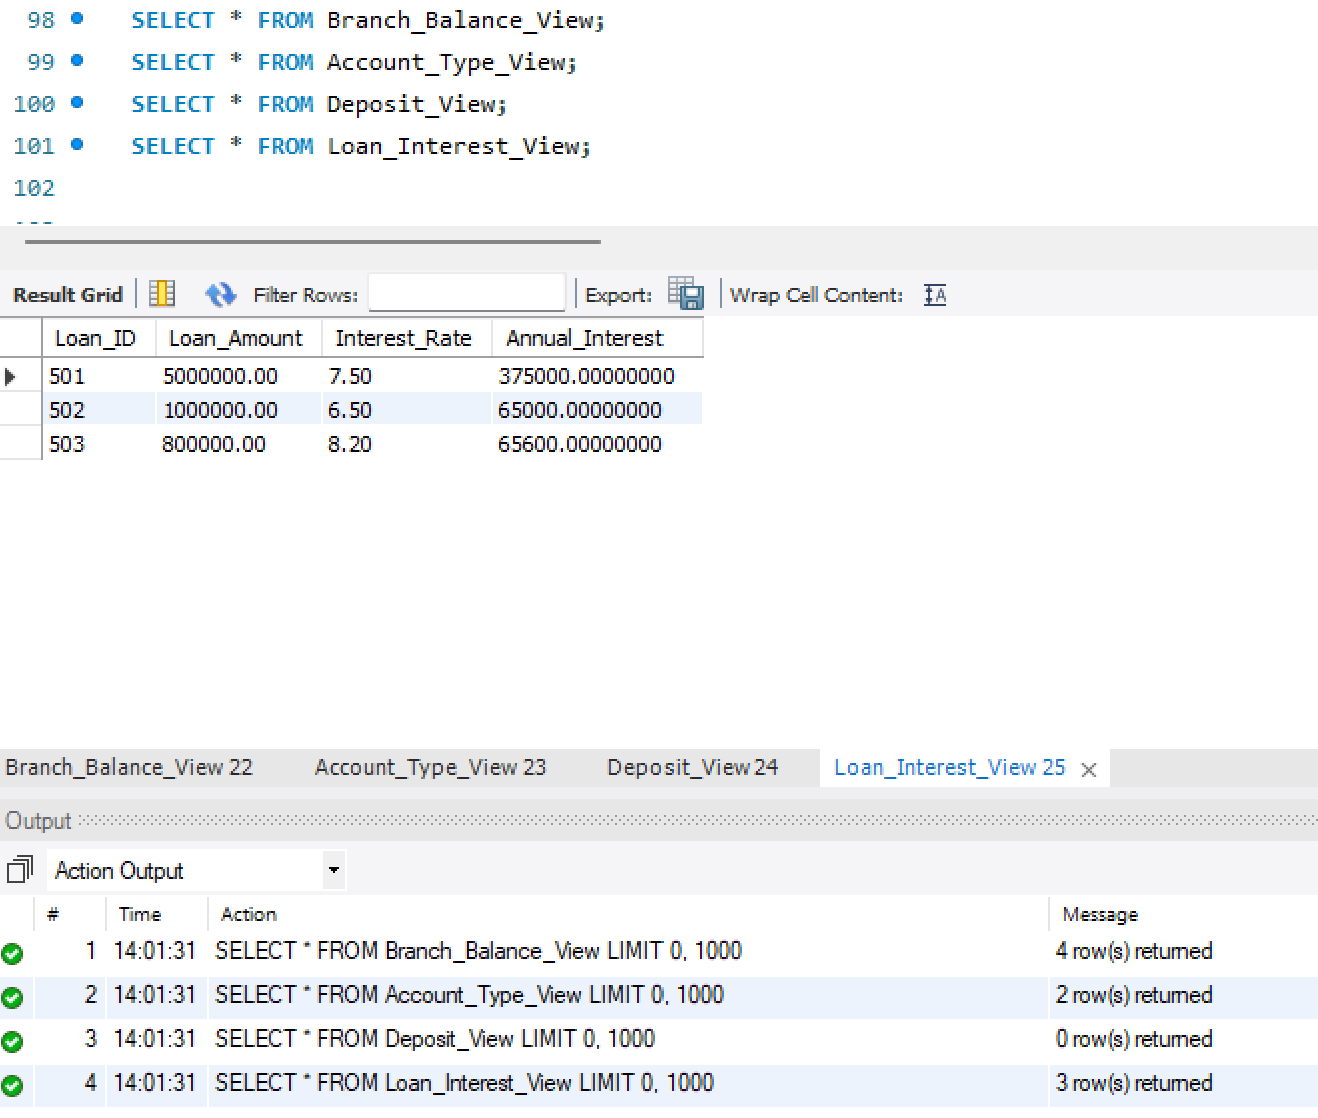 98 SELECT * FROM Branch_Balance_View;
99 SELECT * FROM Account_Type_View;
100 SELECT * FROM Deposit_View;
101 SELECT * FROM Loan_Interest_View;
102
Result Grid Filter Rows: Export: Wrap Cell Content:
Loan_ID Loan_Amount Interest_Rate Annual_Interest
501 5000000.00 7.50 375000.00000000
502 1000000.00 6.50 65000.00000000
503 800000.00 8.20 65600.00000000
Branch_Balance_View 22 Account_Type_View 23 Deposit_View 24 Loan_Interest_View 25
Output
Action Output
# Time Action Message
1 14:01:31 SELECT * FROM Branch_Balance_View LIMIT 0, 1000 4 row(s) returned
2 14:01:31 SELECT * FROM Account_Type_View LIMIT 0, 1000 2 row(s) returned
3 14:01:31 SELECT * FROM Deposit_View LIMIT 0, 1000 0 row(s) returned
4 14:01:31 SELECT * FROM Loan_Interest_View LIMIT 0, 1000 3 row(s) returned